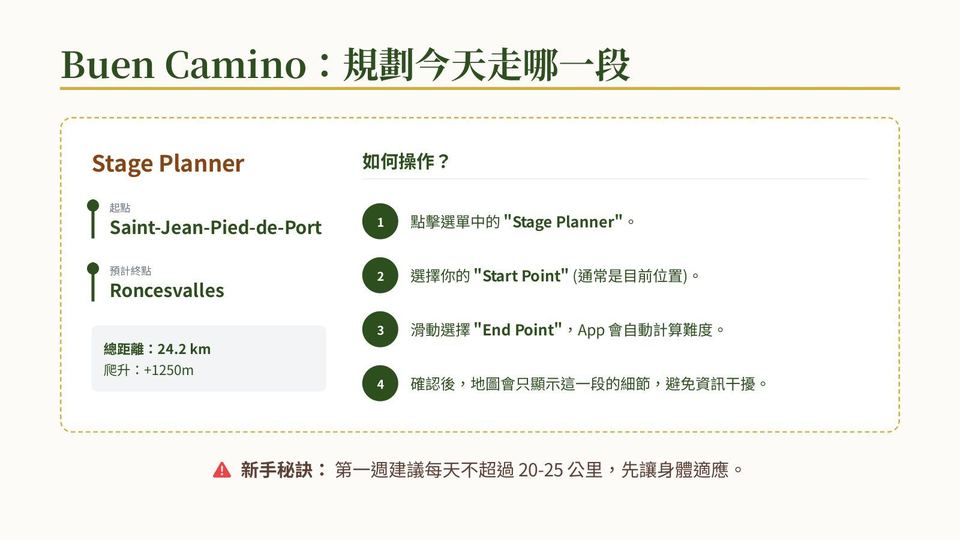 Buen Camino：規劃今天走哪一段
Stage Planner
起點
Saint-Jean-Pied-de-Port
預計終點
Roncesvalles
總距離：24.2 km
爬升：+1250m
如何操作？
1 點擊選單中的 "Stage Planner"。
2 選擇你的 "Start Point" (通常是目前位置)。
3 滑動選擇 "End Point"，App 會自動計算難度。
4 確認後，地圖會只顯示這一段的細節，避免資訊干擾。
新手秘訣： 第一週建議每天不超過 20-25 公里，先讓身體適應。